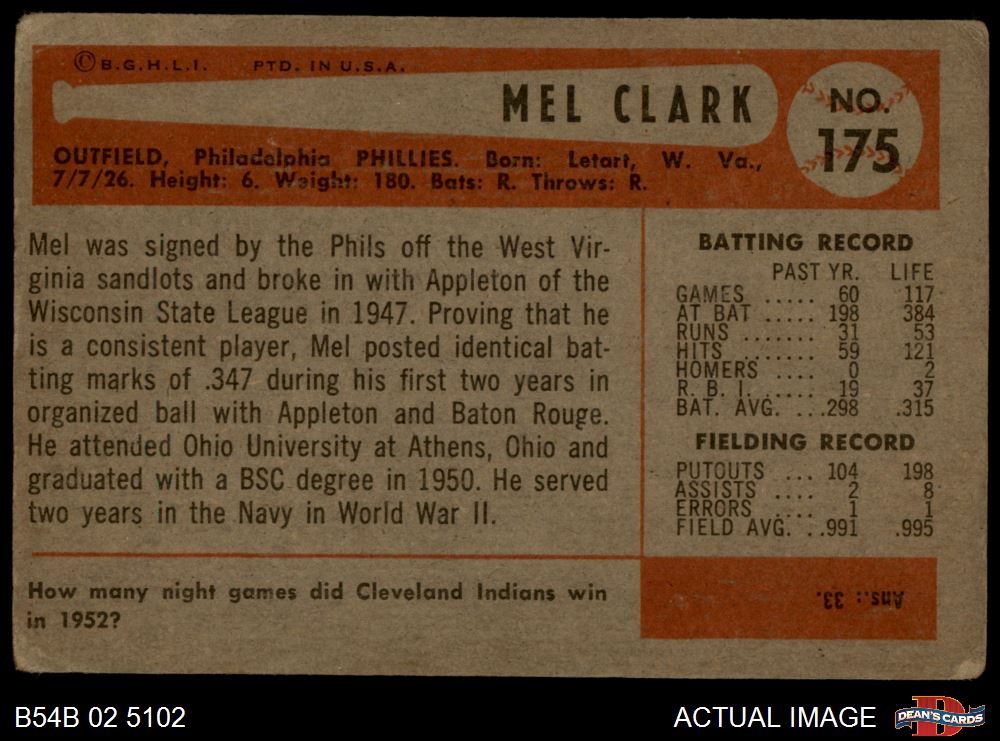 ©B.G.H.L.I. PTD. IN U.S.A.
MEL CLARK
NO.
175
OUTFIELD, Philadelphia PHILLIES. Born: Letart, W. Va.,
7/7/26. Height: 6. Weight: 180. Bats: R. Throws: R.
Mel was signed by the Phils off the West Vir-
ginia sandlots and broke in with Appleton of the
Wisconsin State League in 1947. Proving that he
is a consistent player, Mel posted identical bat-
ting marks of .347 during his first two years in
organized ball with Appleton and Baton Rouge.
He attended Ohio University at Athens, Ohio and
graduated with a BSC degree in 1950. He served
two years in the Navy in World War II.
BATTING RECORD
PAST YR. LIFE
GAMES ..... 60 117
AT BAT ..... 198 384
RUNS ....... 31 53
HITS ....... 59 121
HOMERS .... 0 2
R. B. I. .... 19 37
BAT. AVG. ...298 .315
FIELDING RECORD
PUTOUTS ... 104 198
ASSISTS .... 2 8
ERRORS .... 1 1
FIELD AVG. ..991 .995
How many night games did Cleveland Indians win
in 1952?
Ans.: 33.
B54B 02 5102
ACTUAL IMAGE
DEAN'S CARDS